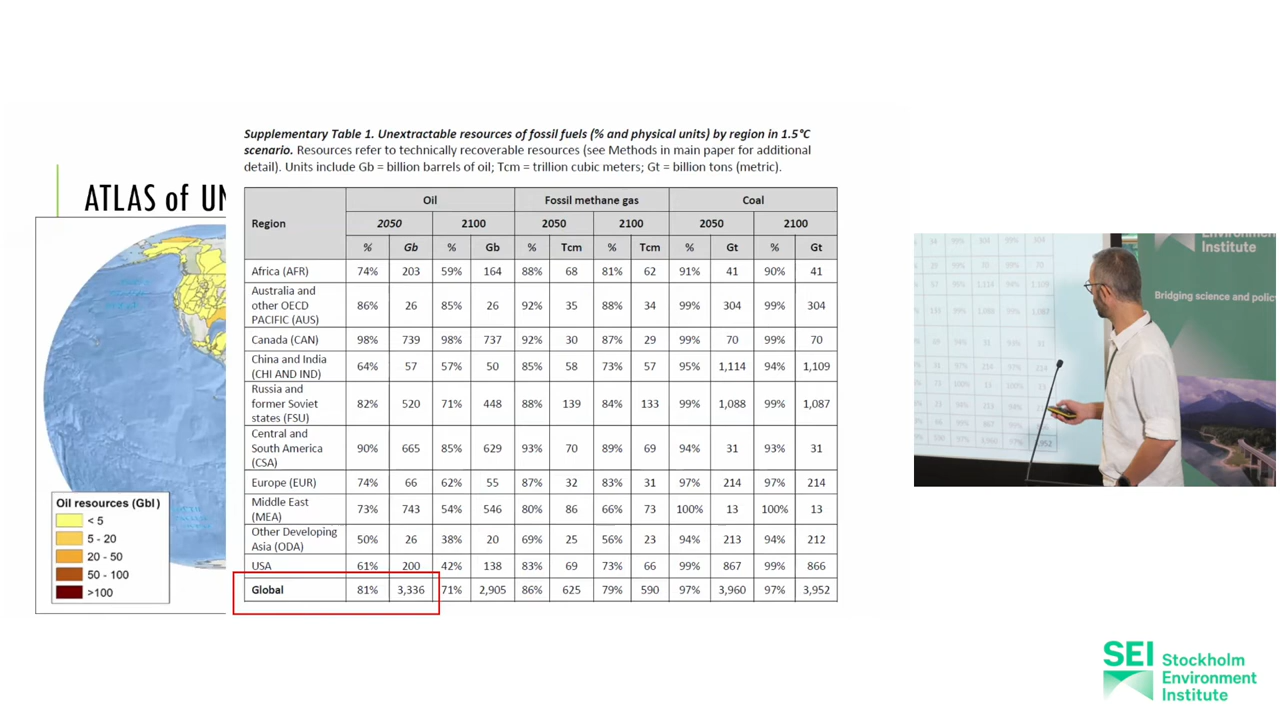 Supplementary Table 1. Unextractable resources of fossil fuels (% and physical units) by region in 1.5°C
scenario. Resources refer to technically recoverable resources (see Methods in main paper for additional
detail). Units include Gb = billion barrels of oil; Tcm = trillion cubic meters; Gt = billion tons (metric).
ATLAS of UN
Region Oil Fossil methane gas Coal
2050 2100 2050 2100 2050 2100
% Gb % Gb % Tcm % Tcm % Gt % Gt
Africa (AFR) 74% 203 59% 164 88% 68 81% 62 91% 41 90% 41
Australia and
other OECD
PACIFIC (AUS) 86% 26 85% 26 92% 35 88% 34 99% 304 99% 304
Canada (CAN) 98% 739 98% 737 92% 30 87% 29 99% 70 99% 70
China and India
(CHI AND IND) 64% 57 57% 50 85% 58 73% 57 95% 1,114 94% 1,109
Russia and
former Soviet
states (FSU) 82% 520 71% 448 88% 139 84% 133 99% 1,088 99% 1,087
Central and
South America
(CSA) 90% 665 85% 629 93% 70 89% 69 94% 31 93% 31
Europe (EUR) 74% 66 62% 55 87% 32 83% 31 97% 214 97% 214
Middle East
(MEA) 73% 743 54% 546 80% 86 66% 73 100% 13 100% 13
Other Developing
Asia (ODA) 50% 26 38% 20 69% 25 56% 23 94% 213 94% 212
USA 61% 200 42% 138 83% 69 73% 66 99% 867 99% 866
Global 81% 3,336 71% 2,905 86% 625 79% 590 97% 3,960 97% 3,952
Oil resources (Gbl)
< 5
5 - 20
20 - 50
50 - 100
>100
Environment
Institute
Bridging science and policy
SEI Stockholm
Environment
Institute